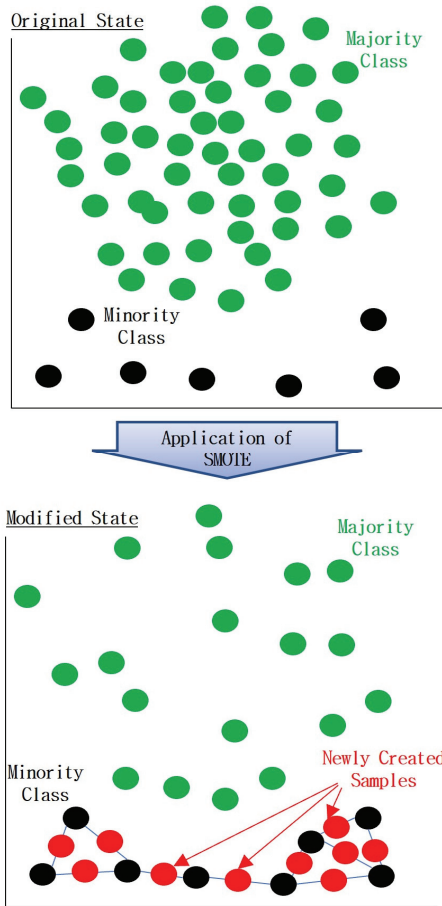 Original State
Majority
Class
Minority
Class
Application of
SMOTE
Modified State
Majority
Class
Newly Created
Samples
Minority
Class